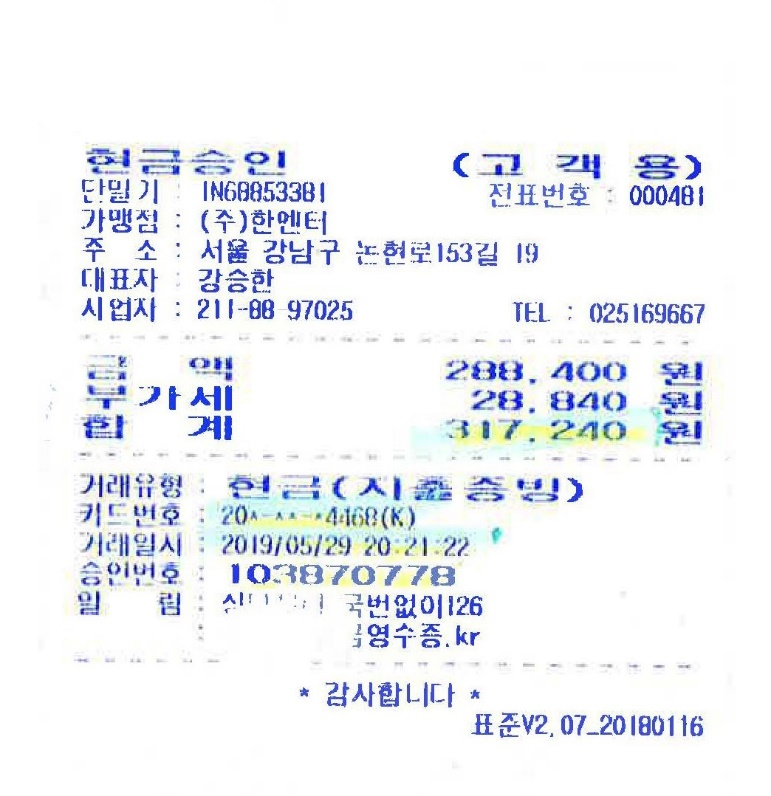 현금승인 (고 객 용)
단말기 : IN68853381 전표번호 : 000481
가맹점 : (주)한엔터
주 소 : 서울 강남구 논현로153길 19
대표자 : 강승한
사업자 : 211-88-97025 TEL : 025169667
금 액 288,400 원
부가세 28,840 원
합 계 317,240 원
거래유형 : 현금(지출증빙)
카드번호 : 20*-**-*4468(K)
거래일시 : 2019/05/29 20:21:22
승인번호 : 103870778
알 림 : 국번없이126
: 영수증.kr
* 감사합니다 *
표준V2.07_20180116